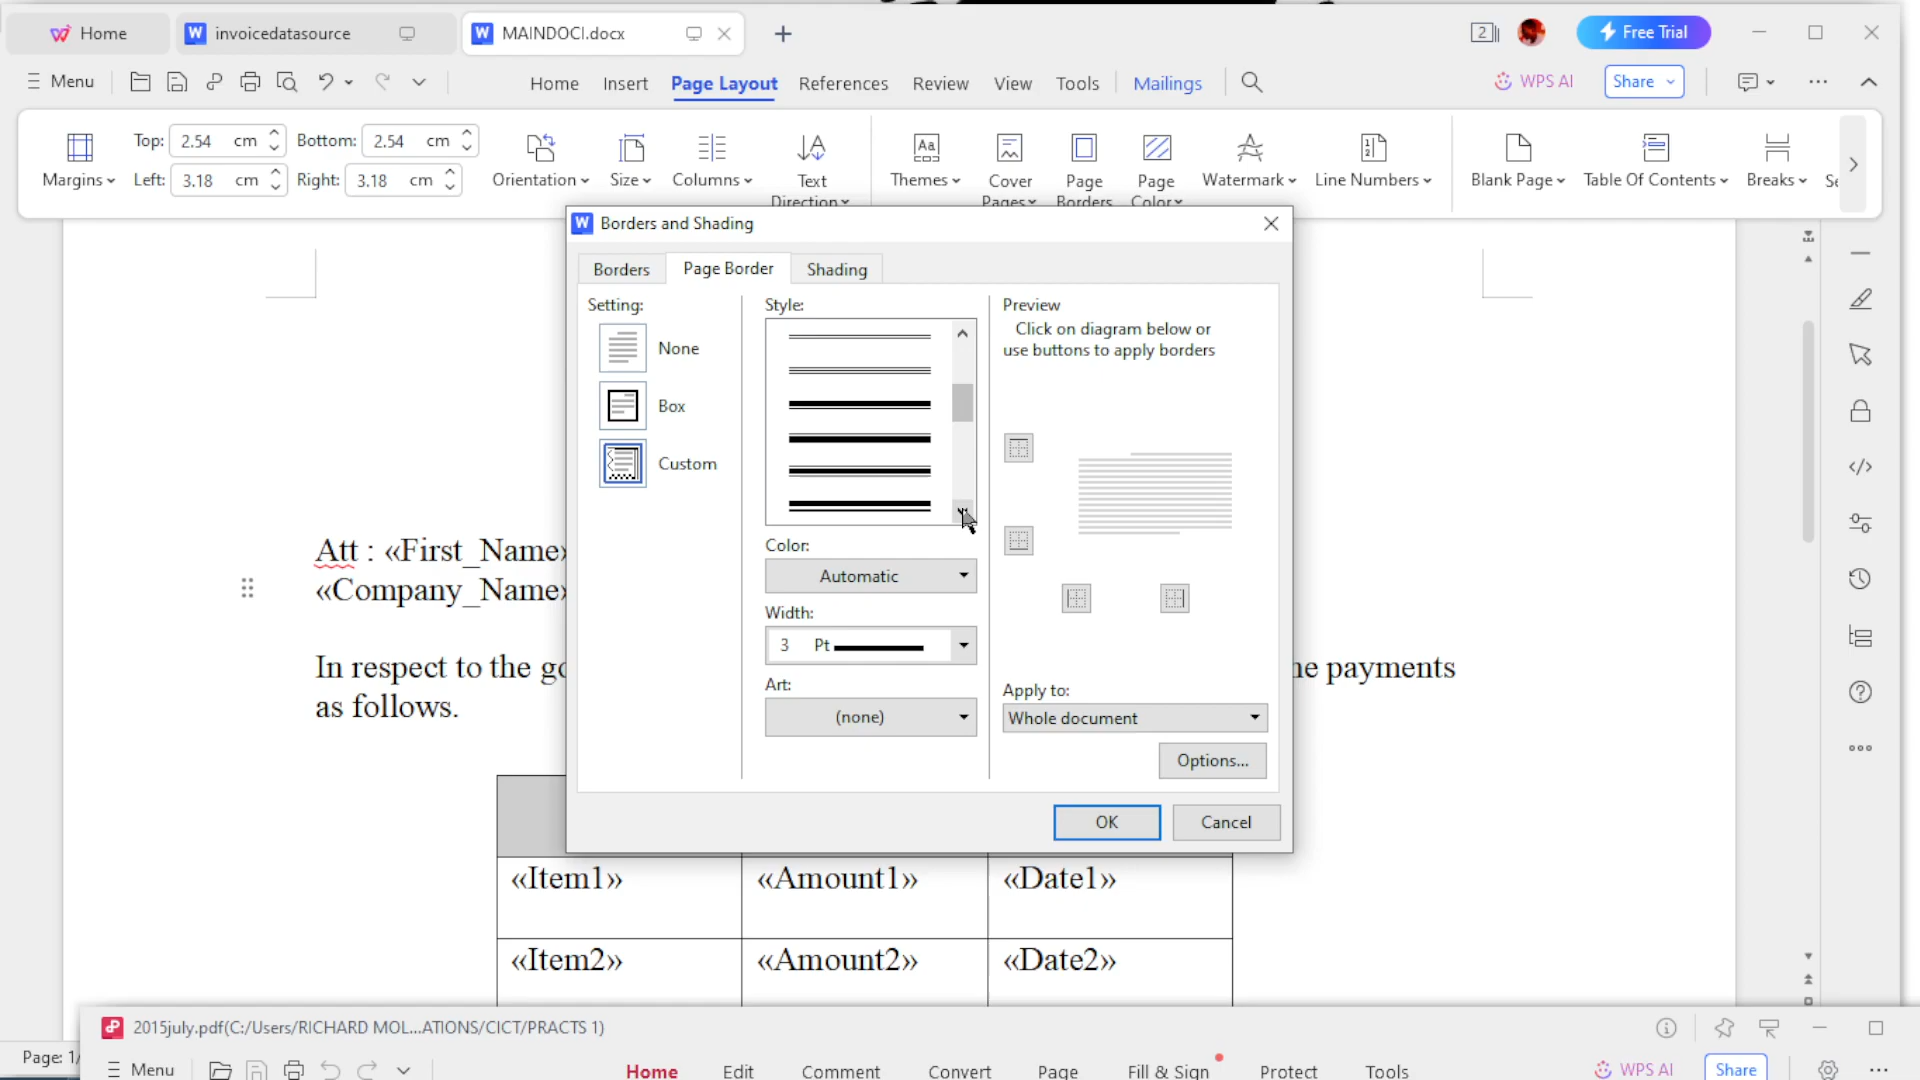 Home
invoicedatasource
MAINDOCI.docx
2
Free Trial
Menu
Home
Insert
Page Layout
References
Review
View
Tools
Mailings
WPS AI
Share
Margins
Top: 2.54 cm
Bottom: 2.54 cm
Left: 3.18 cm
Right: 3.18 cm
Orientation
Size
Columns
Text
Direction
Themes
Cover
Pages
Page
Borders
Page
Color
Watermark
Line Numbers
Blank Page
Table Of Contents
Breaks
Borders and Shading
Borders
Page Border
Shading
Setting:
None
Box
Custom
Style:
Color:
Automatic
Width:
3 Pt
Art:
(none)
Preview
Click on diagram below or
use buttons to apply borders
Apply to:
Whole document
Options...
OK
Cancel
Att : «First_Name»
«Company_Name»
In respect to the go
payments
as follows.
«Item1» «Amount1» «Date1»
«Item2» «Amount2» «Date2»
2015july.pdf(C:/Users/RICHARD MOL...ATIONS/CICT/PRACTS 1)
Page: 1/
Menu
Home
Edit
Comment
Convert
Page
Fill & Sign
Protect
Tools
WPS AI
Share